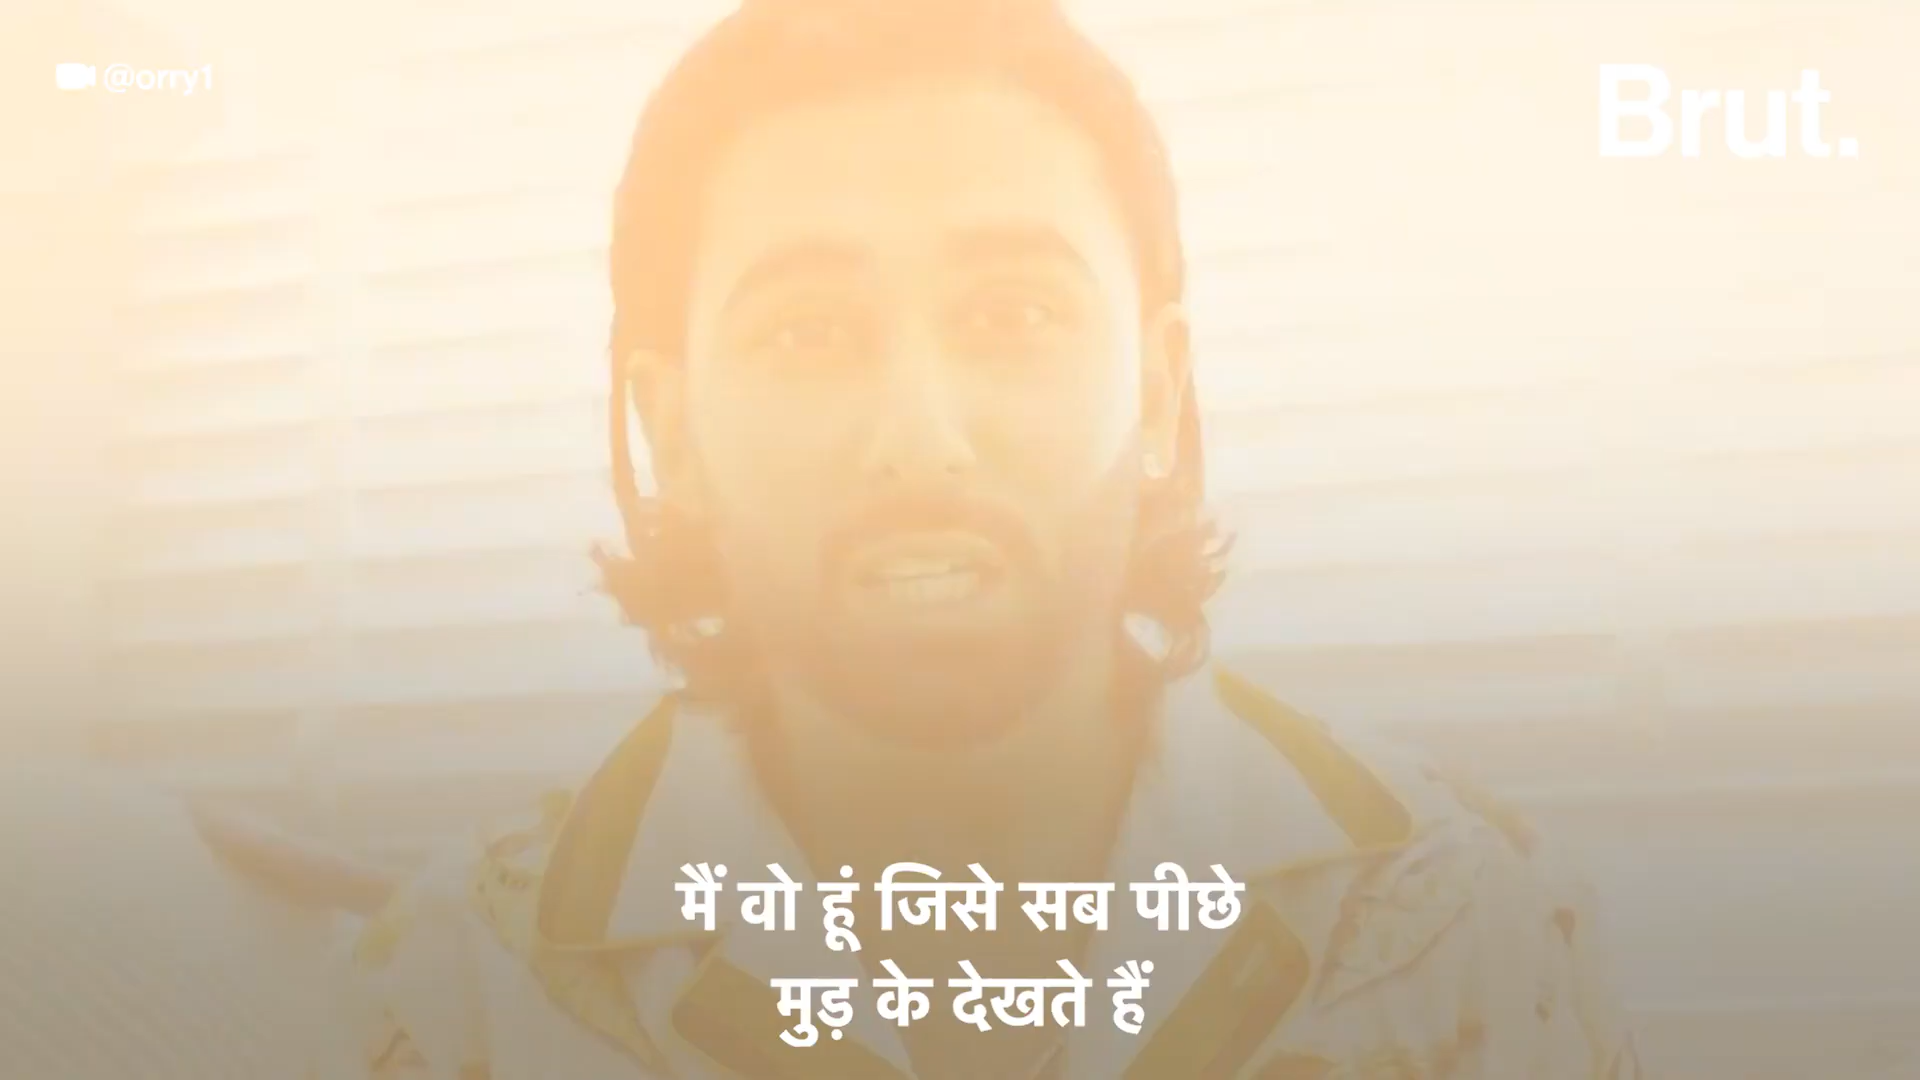 @orry1
Brut.
मैं वो हूं जिसे सब पीछे
मुड़ के देखते हैं